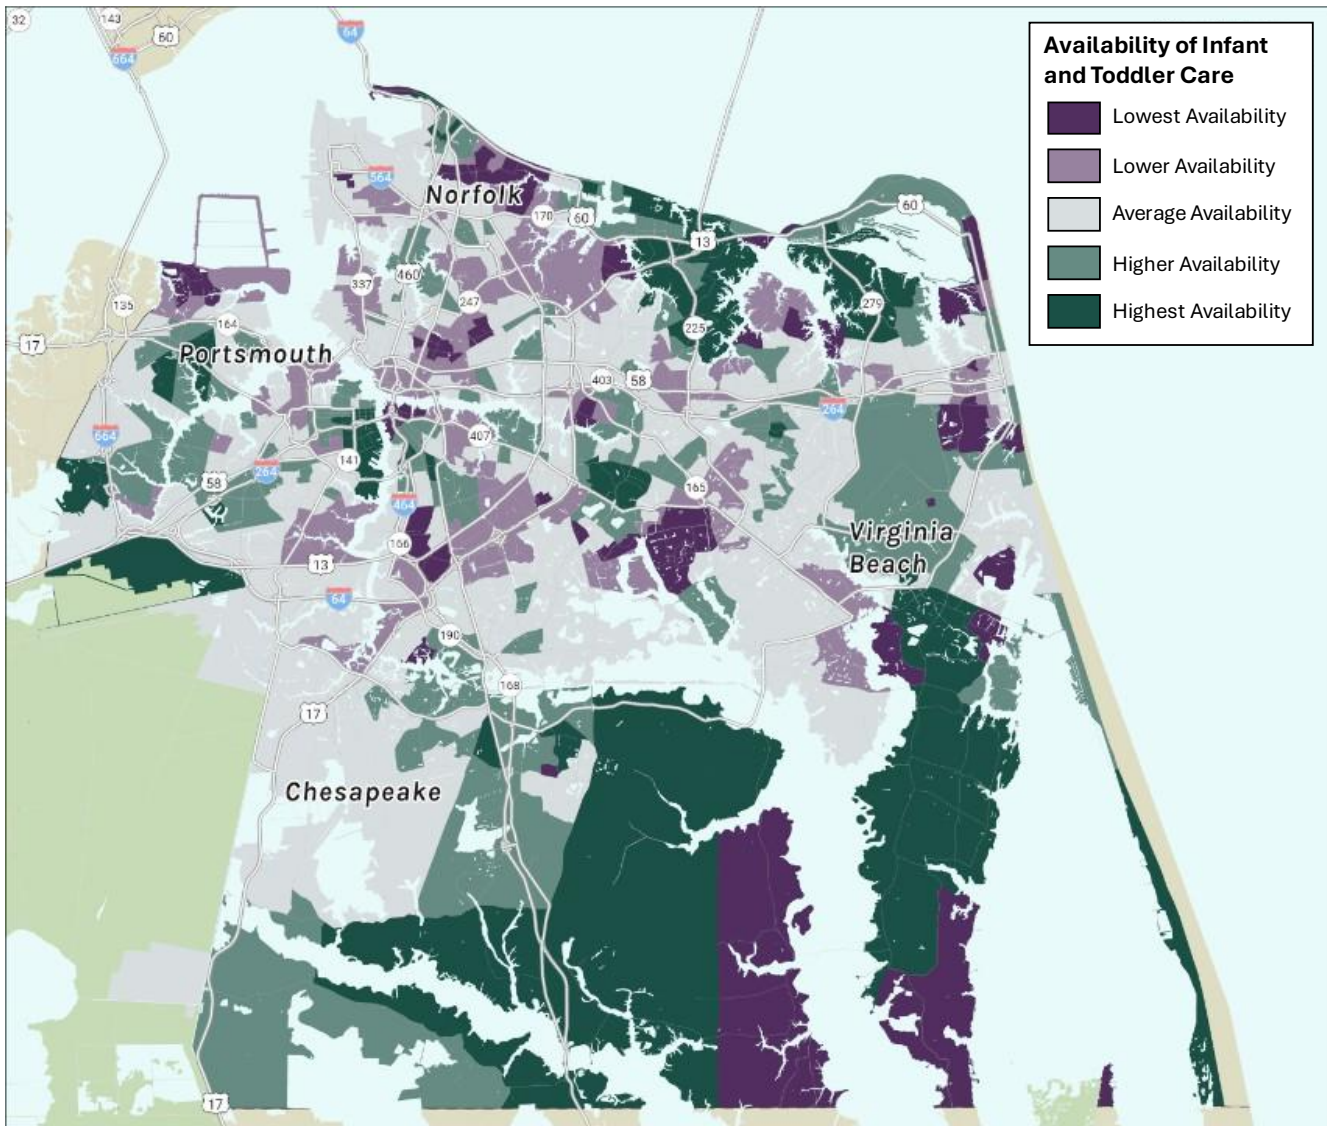 32
143
60
664
64
Availability of Infant
and Toddler Care
Lowest Availability
Lower Availability
Average Availability
Higher Availability
Highest Availability
564
Norfolk
170
60
60
13
337
460
247
279
135
164
225
17
Portsmouth
403
58
264
664
407
141
58
264
464
165
166
13
Virginia
Beach
64
190
168
17
Chesapeake
17